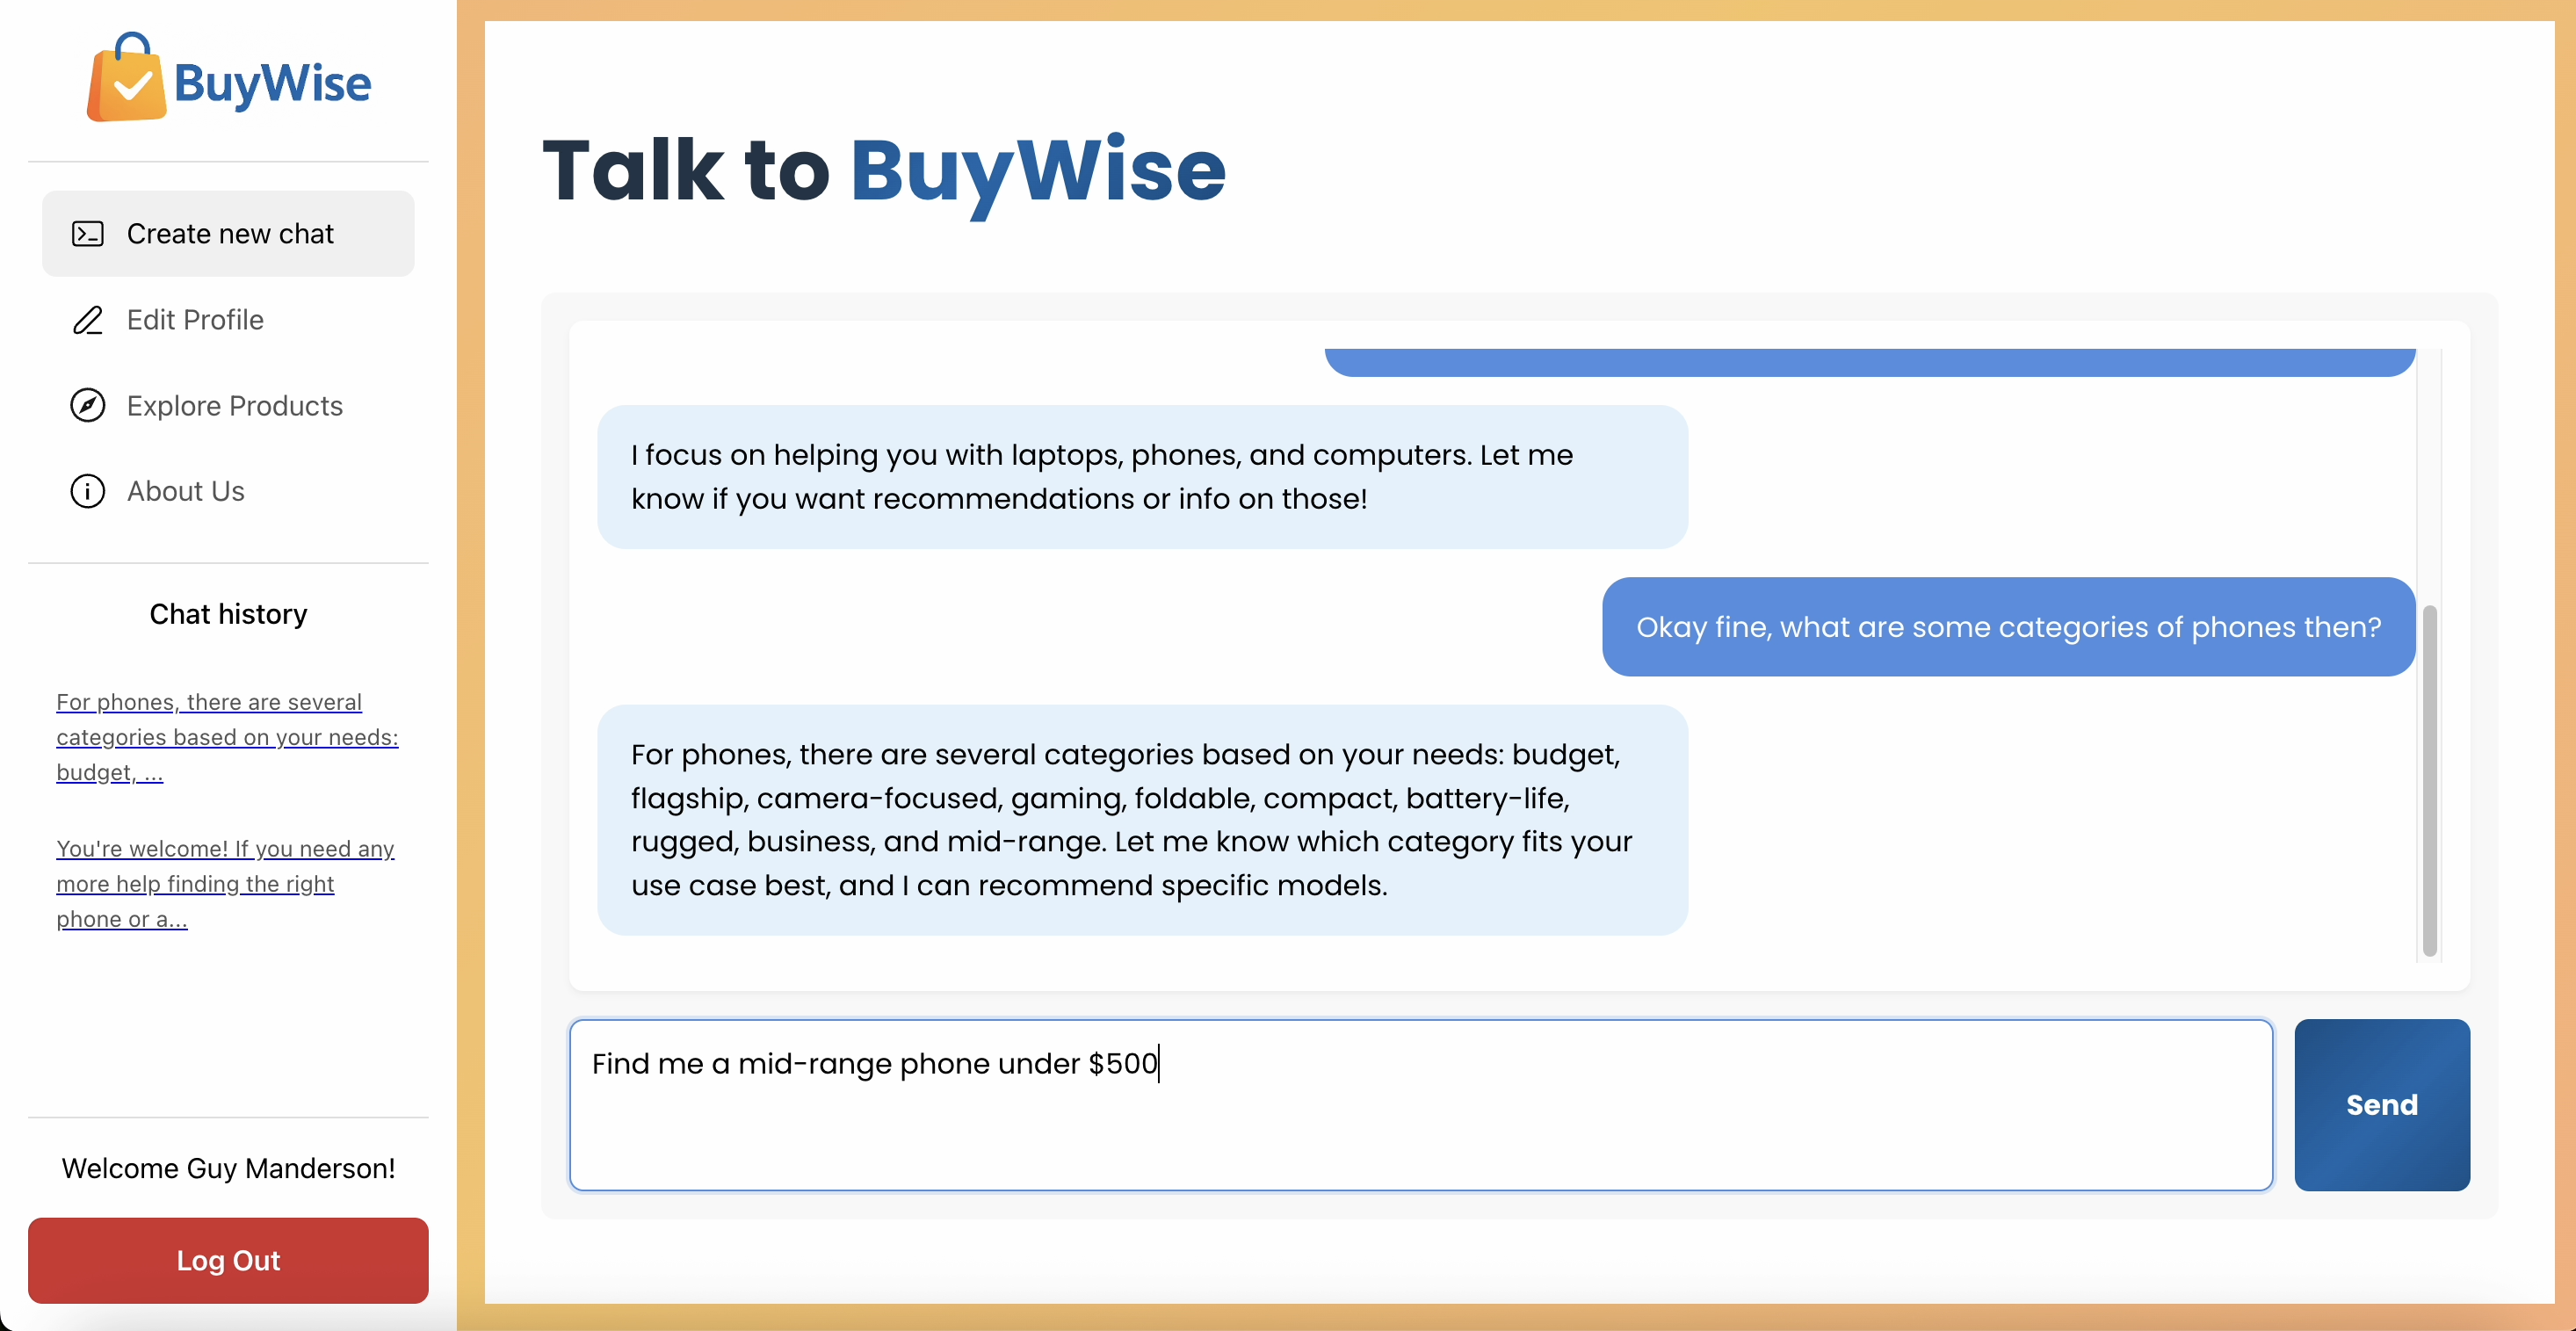 BuyWise
Create new chat
Edit Profile
Explore Products
About Us
Chat history
For phones, there are several
categories based on your needs:
budget, ...
You're welcome! If you need any
more help finding the right
phone or a...
Welcome Guy Manderson!
Log Out
Talk to BuyWise
I focus on helping you with laptops, phones, and computers. Let me
know if you want recommendations or info on those!
Okay fine, what are some categories of phones then?
For phones, there are several categories based on your needs: budget,
flagship, camera-focused, gaming, foldable, compact, battery-life,
rugged, business, and mid-range. Let me know which category fits your
use case best, and I can recommend specific models.
Find me a mid-range phone under $500
Send